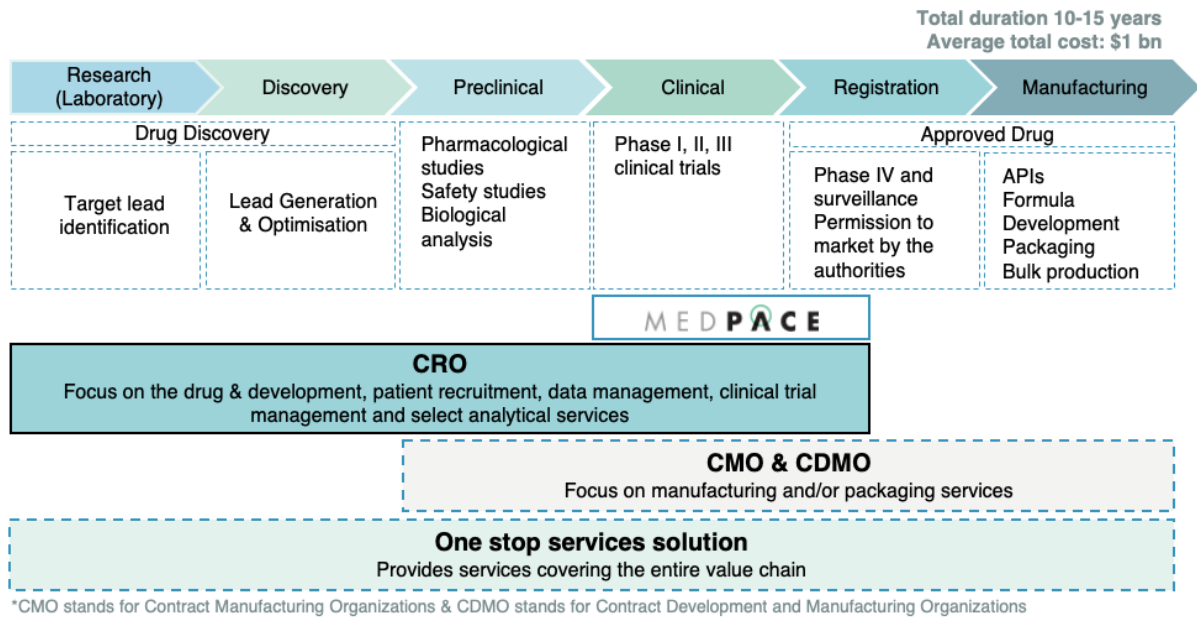 Total duration 10-15 years
Average total cost: $1 bn
Research
(Laboratory)
Discovery
Preclinical
Clinical
Registration
Manufacturing
Drug Discovery
Target lead
identification
Lead Generation
& Optimisation
Pharmacological
studies
Safety studies
Biological
analysis
Phase I, II, III
clinical trials
Approved Drug
Phase IV and
surveillance
Permission to
market by the
authorities
APIs
Formula
Development
Packaging
Bulk production
MEDPACE
CRO
Focus on the drug & development, patient recruitment, data management, clinical trial
management and select analytical services
CMO & CDMO
Focus on manufacturing and/or packaging services
One stop services solution
Provides services covering the entire value chain
*CMO stands for Contract Manufacturing Organizations & CDMO stands for Contract Development and Manufacturing Organizations